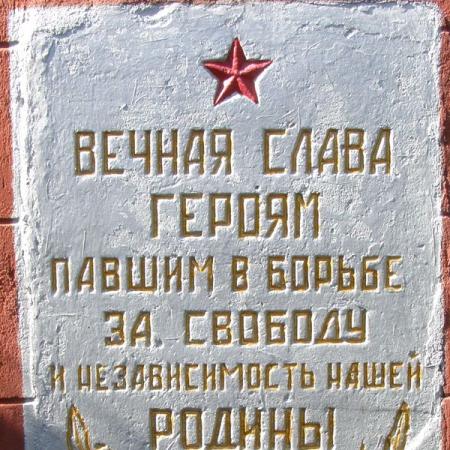 ВЕЧНАЯ СЛАВА
ГЕРОЯМ
ПАВШИМ В БОРЬБЕ
ЗА СВОБОДУ
И НЕЗАВИСИМОСТЬ НАШЕЙ
РОДИНЫ